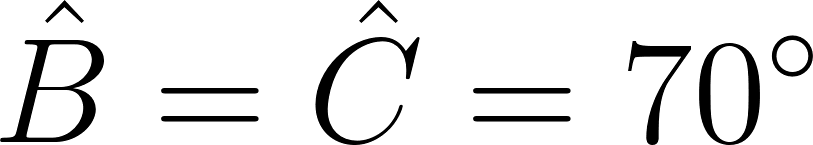 B̂ = Ĉ = 70°